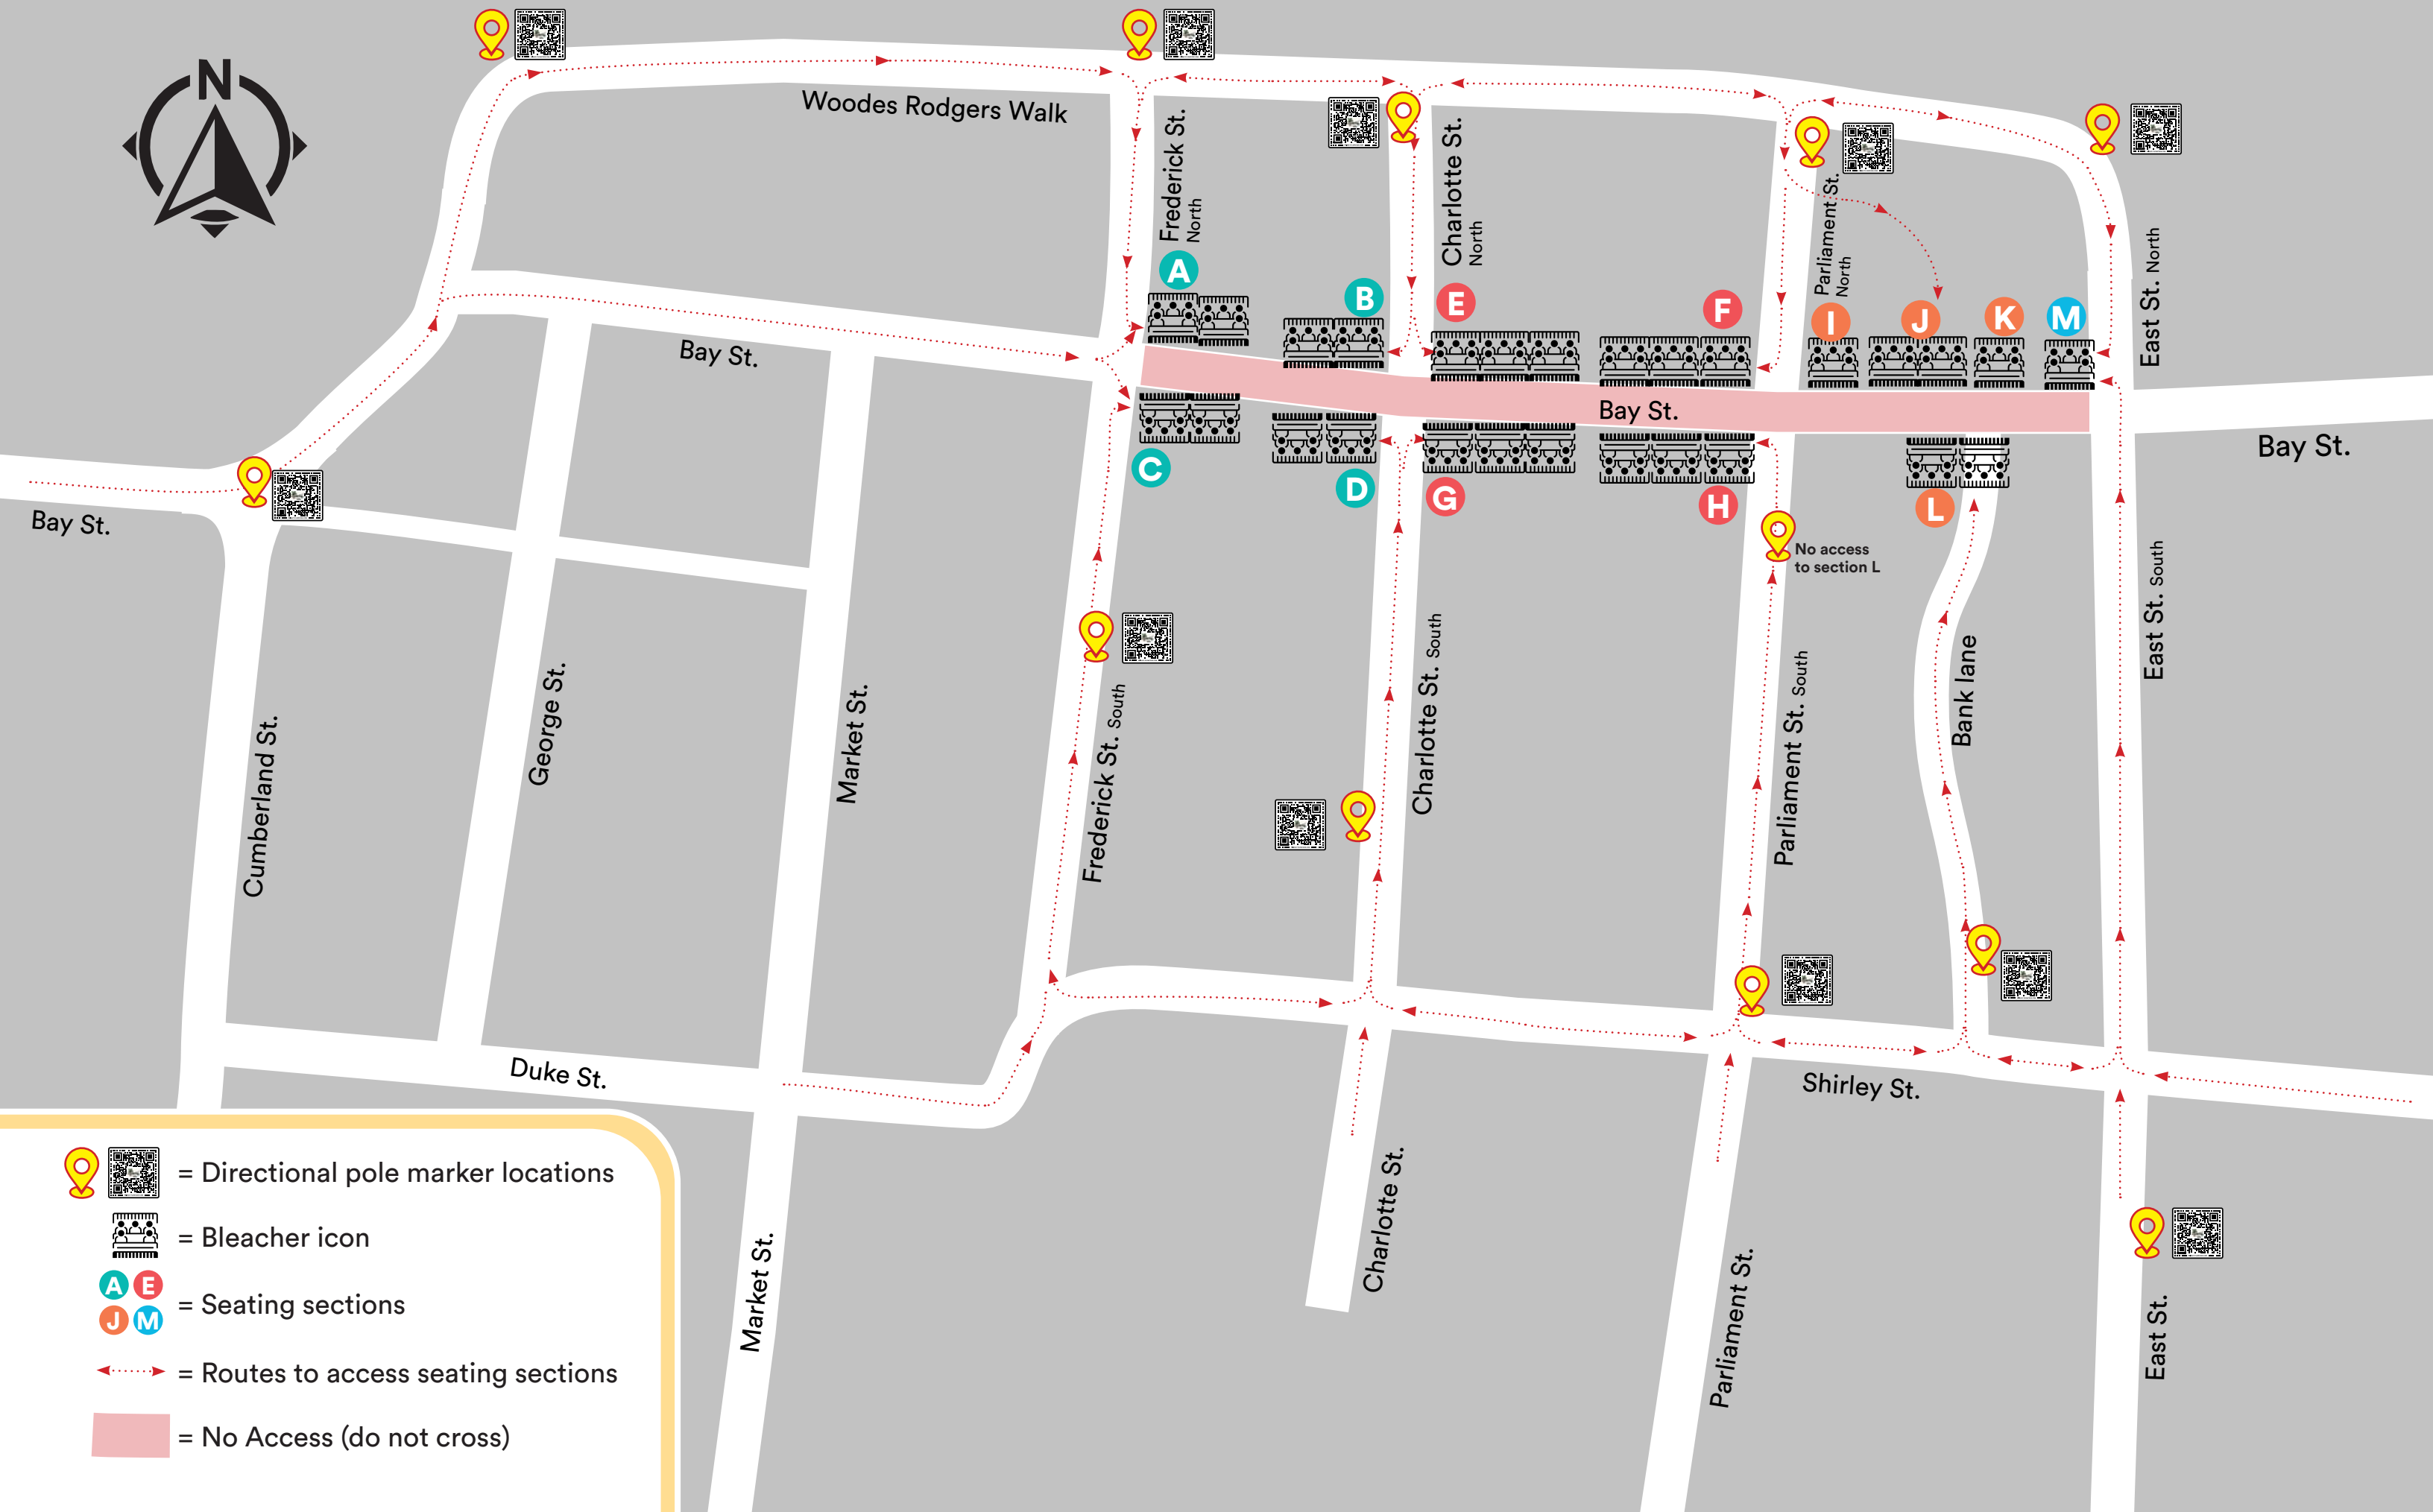 N
Woodes Rodgers Walk
Frederick St.
North
Charlotte St.
North
Parliament St.
North
East St. North
A
B
E
F
I
J
K
M
Bay St.
Bay St.
Bay St.
Bay St.
C
D
G
H
L
No access
to section L
Cumberland St.
George St.
Market St.
Frederick St. South
Charlotte St. South
Parliament St. South
Bank lane
East St. South
Duke St.
Shirley St.
Market St.
Charlotte St.
Parliament St.
East St.
= Directional pole marker locations
= Bleacher icon
A E
J M
= Seating sections
= Routes to access seating sections
= No Access (do not cross)